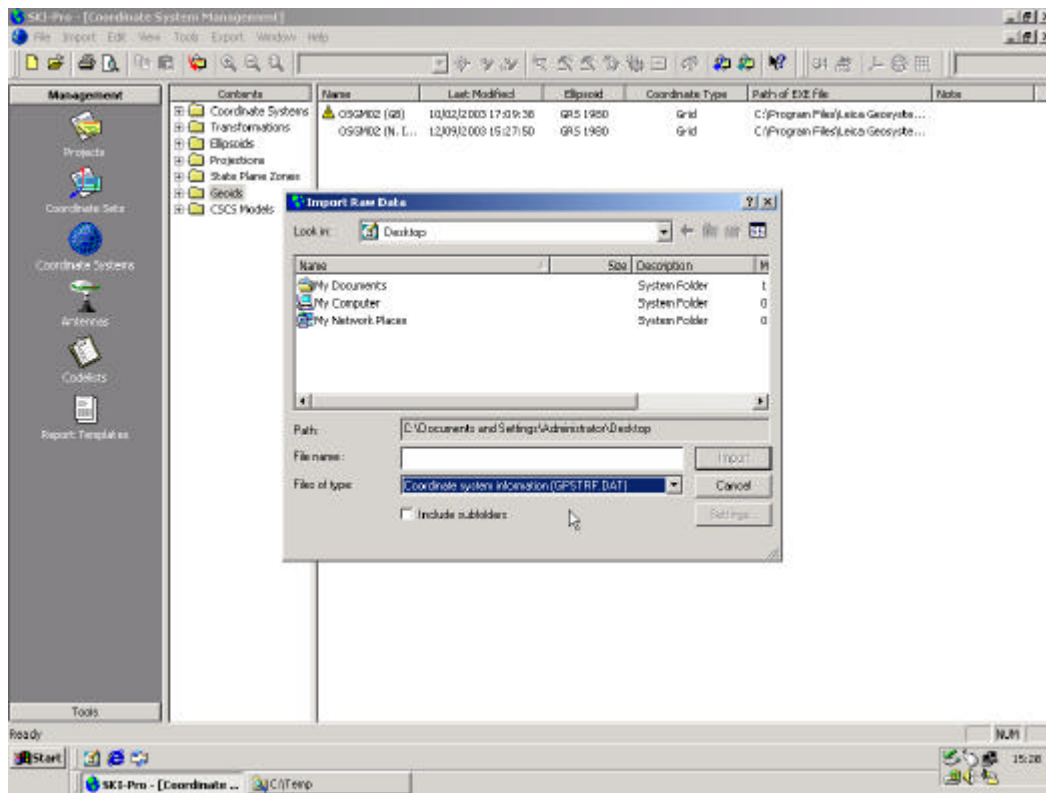 SKI-Pro - [Coordinate System Management]
File Import Edit View Tools Export Window Help
Management
Projects
Coordinate Sets
Coordinate Systems
Antennas
Codelists
Report Templates
Tools
Contents
Coordinate Systems
Transformations
Ellipsoids
Projections
State Plane Zones
Geoids
CSCS Models
Name Last Modified Ellipsoid Coordinate Type Path of EXE File Note
OSGM02 (GB) 10/02/2003 17:09:36 GRS 1980 Grid C:\Program Files\Leica Geosyste...
OSGM02 (N. I... 12/09/2003 15:27:50 GRS 1980 Grid C:\Program Files\Leica Geosyste...
Import Raw Data
Look in: Desktop
Name Size Description M
My Documents System Folder 1
My Computer System Folder 0
My Network Places System Folder 0
Path: C:\Documents and Settings\Administrator\Desktop
File name: Import
Files of type: Coordinate system information (GPSTRF.DAT) Cancel
Include subfolders Settings...
Ready NUM
Start 15:28
SKI-Pro - [Coordinate ... C:\Temp